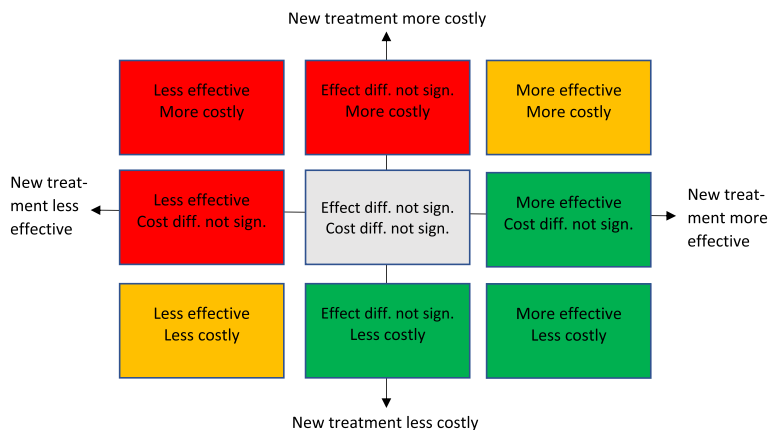 New treatment more costly
Less effective
More costly
Effect diff. not sign.
More costly
More effective
More costly
New treat-
ment less
effective
Less effective
Cost diff. not sign.
Effect diff. not sign.
Cost diff. not sign.
More effective
Cost diff. not sign.
New treat-
ment more
effective
Less effective
Less costly
Effect diff. not sign.
Less costly
More effective
Less costly
New treatment less costly